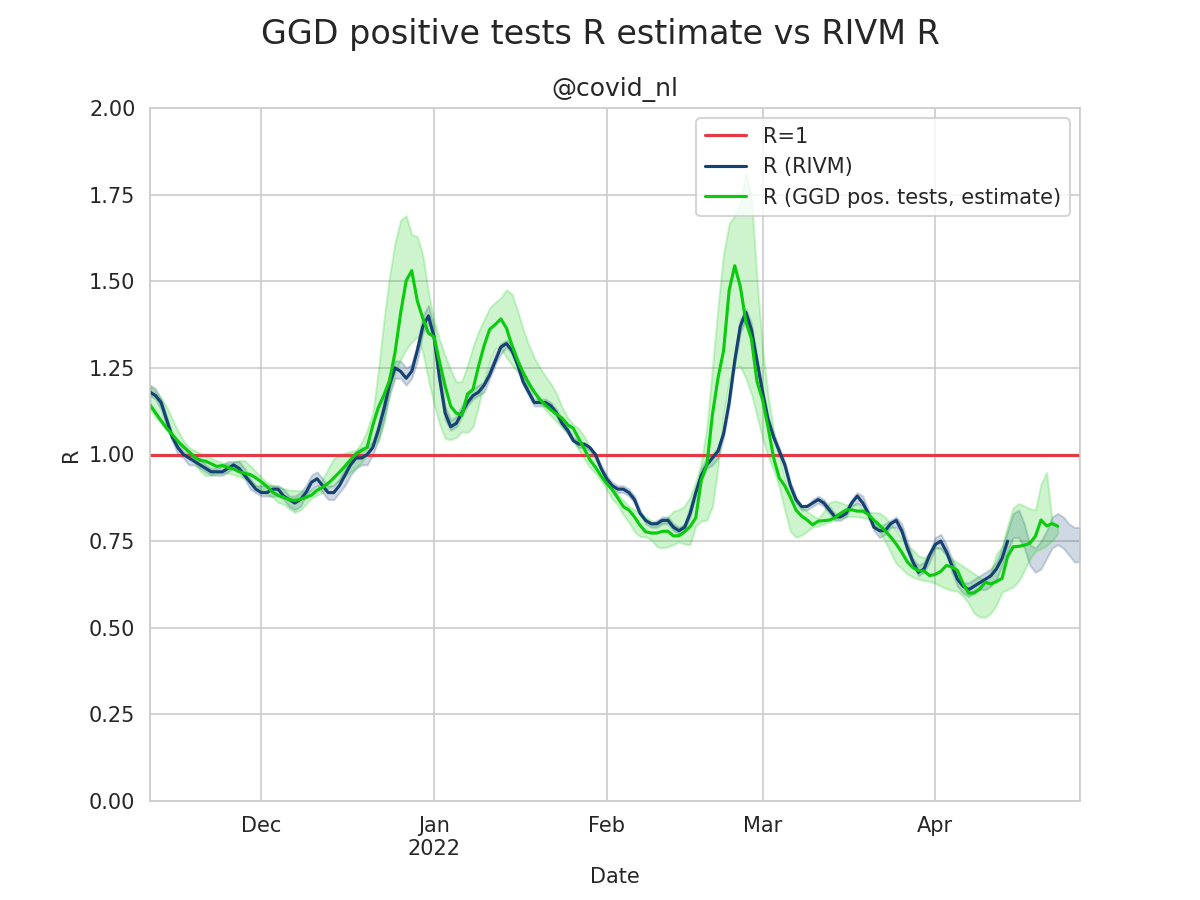 GGD positive tests R estimate vs RIVM R
@covid_nl
R=1
R (RIVM)
R (GGD pos. tests, estimate)
2.00
1.75
1.50
1.25
1.00
0.75
0.50
0.25
0.00
R
Dec
Jan
2022
Feb
Mar
Apr
Date